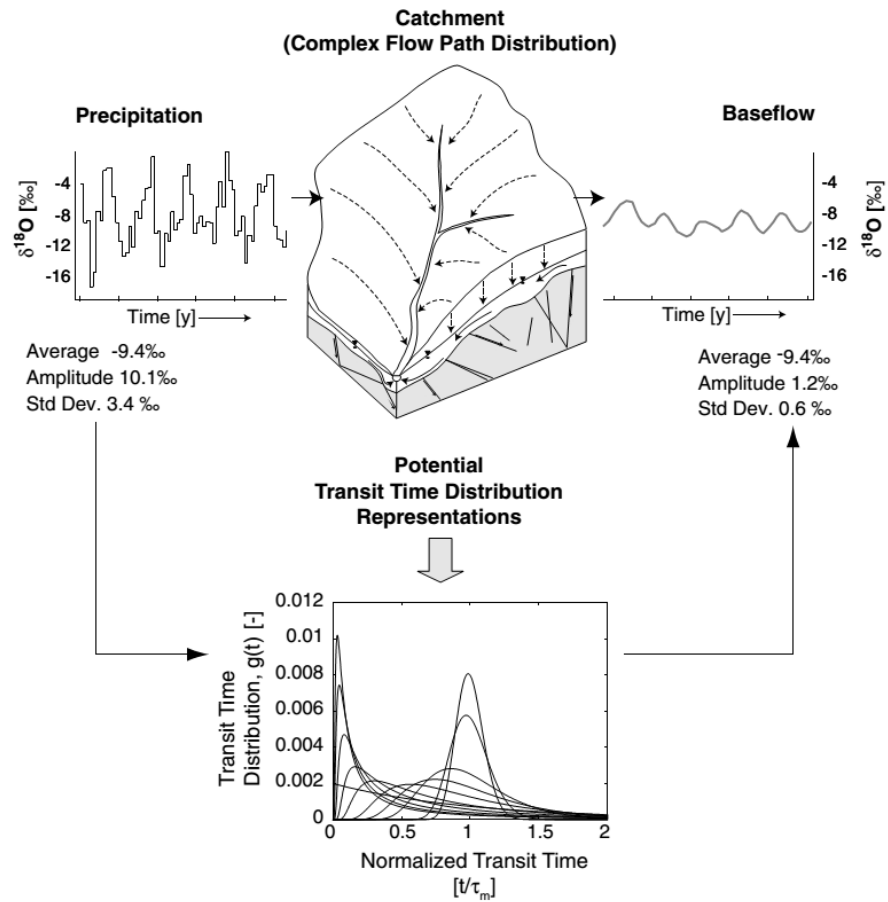 Catchment
(Complex Flow Path Distribution)
Precipitation
δ18O [‰]
-4
-8
-12
-16
Time [y]
Average -9.4‰
Amplitude 10.1‰
Std Dev. 3.4 ‰
Baseflow
-4
-8
-12
-16
δ18O [‰]
Time [y]
Average -9.4‰
Amplitude 1.2‰
Std Dev. 0.6 ‰
Potential
Transit Time Distribution
Representations
Transit Time
Distribution, g(t) [-]
0.012
0.01
0.008
0.006
0.004
0.002
0
0 0.5 1 1.5 2
Normalized Transit Time
[t/τm]